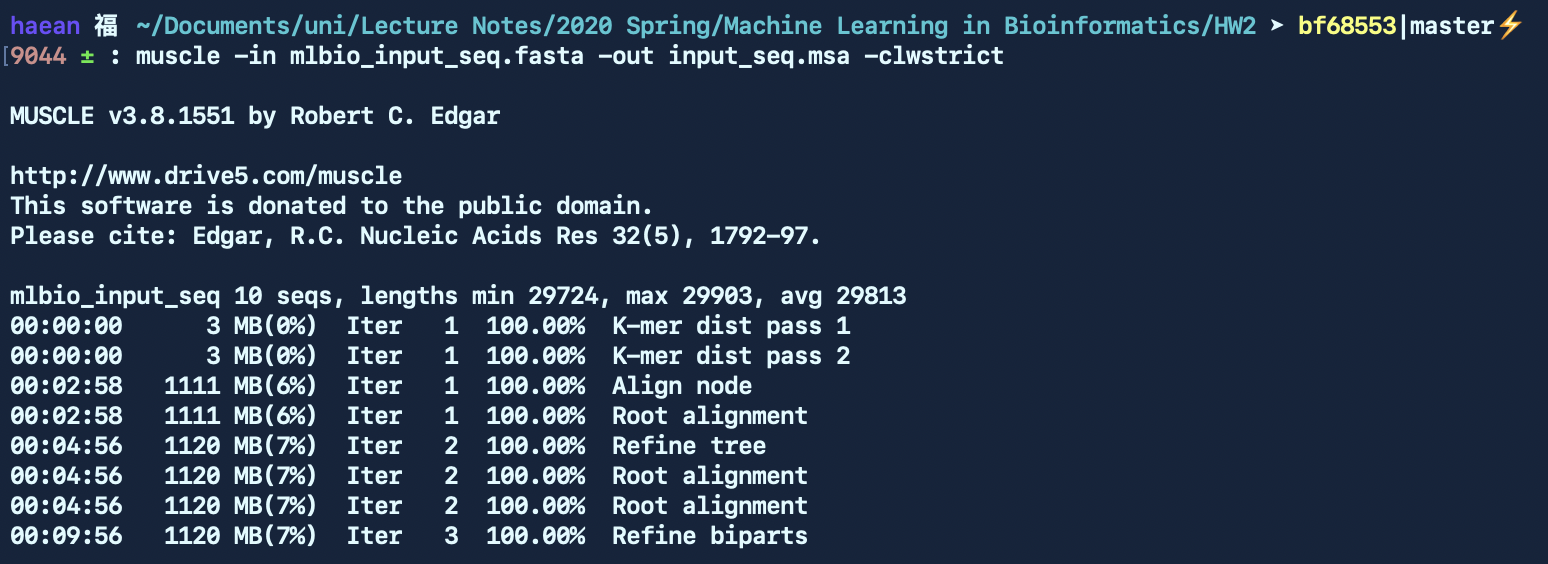 haean 福 ~/Documents/uni/Lecture Notes/2020 Spring/Machine Learning in Bioinformatics/HW2 ➤ bf68553|master⚡
[9044 ± : muscle -in mlbio_input_seq.fasta -out input_seq.msa -clwstrict
MUSCLE v3.8.1551 by Robert C. Edgar
http://www.drive5.com/muscle
This software is donated to the public domain.
Please cite: Edgar, R.C. Nucleic Acids Res 32(5), 1792-97.
mlbio_input_seq 10 seqs, lengths min 29724, max 29903, avg 29813
00:00:00      3 MB(0%)  Iter   1  100.00%  K-mer dist pass 1
00:00:00      3 MB(0%)  Iter   1  100.00%  K-mer dist pass 2
00:02:58   1111 MB(6%)  Iter   1  100.00%  Align node
00:02:58   1111 MB(6%)  Iter   1  100.00%  Root alignment
00:04:56   1120 MB(7%)  Iter   2  100.00%  Refine tree
00:04:56   1120 MB(7%)  Iter   2  100.00%  Root alignment
00:04:56   1120 MB(7%)  Iter   2  100.00%  Root alignment
00:09:56   1120 MB(7%)  Iter   3  100.00%  Refine biparts